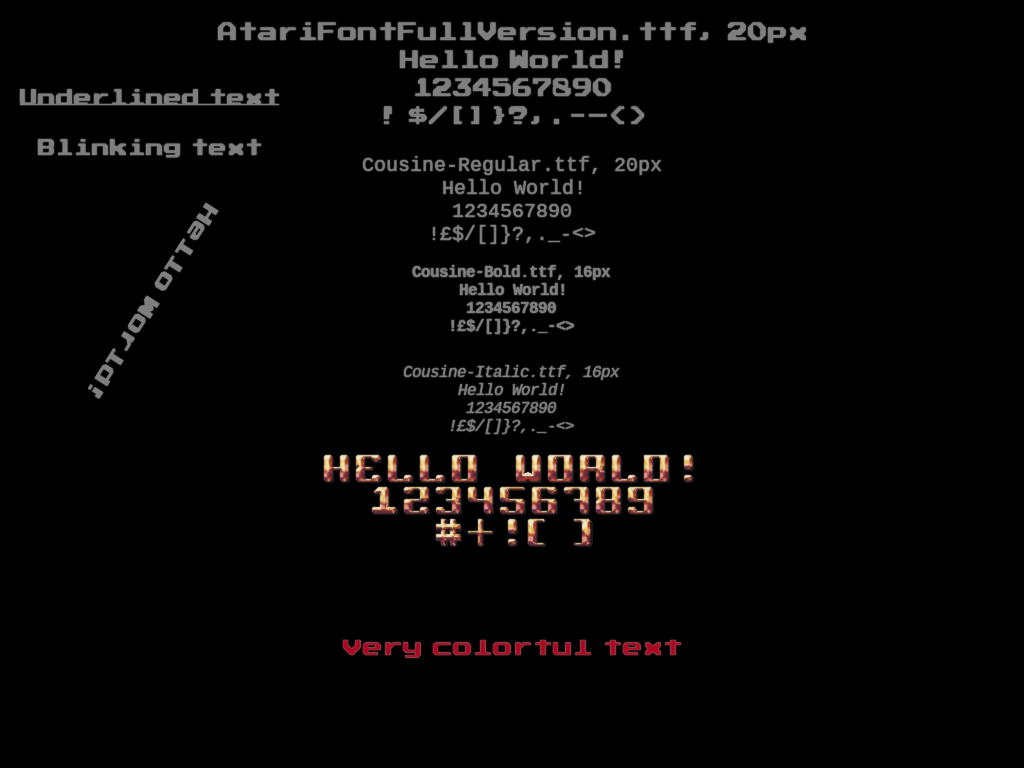 AtariFontFullVersion.ttf, 20px
Hello World!
1234567890
! $/[] }?,.--<>
Underlined text
Blinking text
Cousine-Regular.ttf, 20px
Hello World!
1234567890
!£$/[]}?,._-<>
Hello World!
Cousine-Bold.ttf, 16px
Hello World!
1234567890
!£$/[]}?,._-<>
Cousine-Italic.ttf, 16px
Hello World!
1234567890
!£$/[]}?,._-<>
HELLO WORLD!
123456789
#+![ ]
Very colorful text